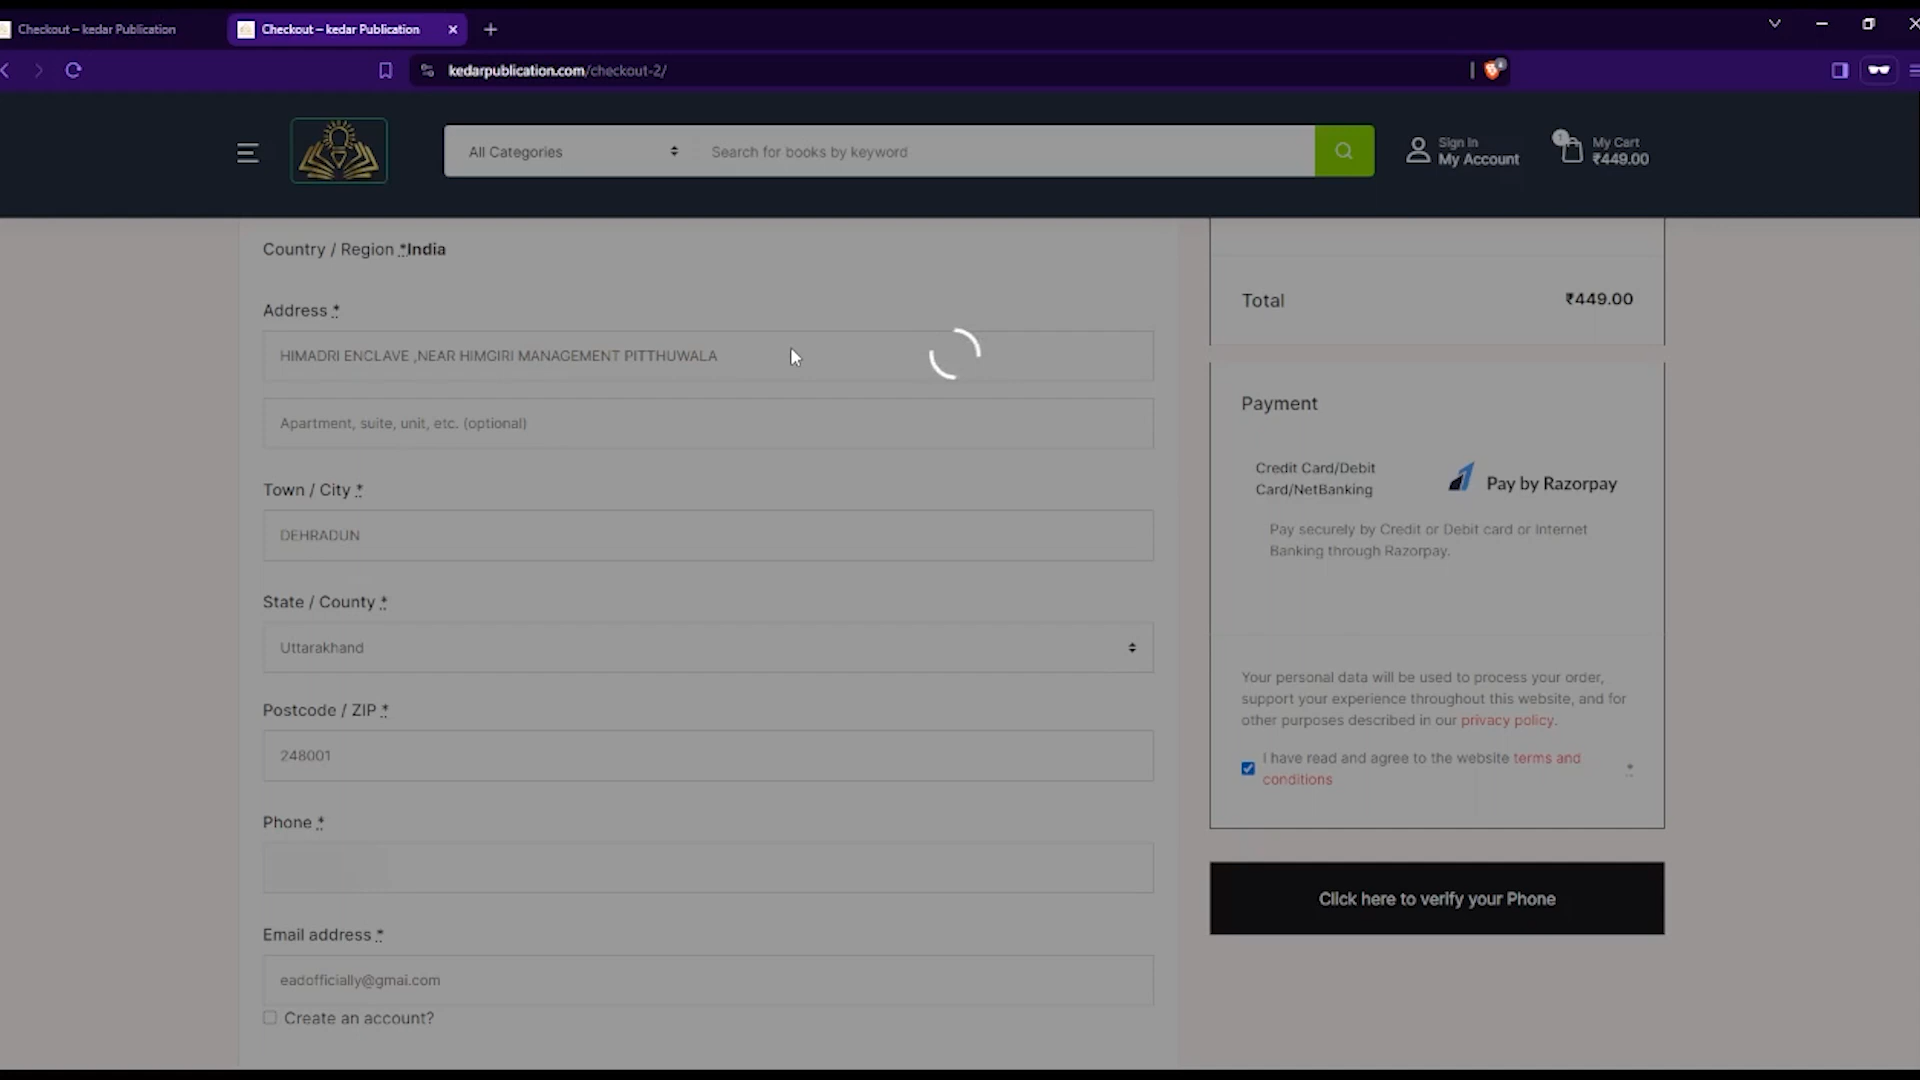 Checkout – kedar Publication
Checkout – kedar Publication
kedarpublication.com/checkout-2/
All Categories
Search for books by keyword
Sign In
My Account
1
My Cart
₹449.00
Country / Region *India
Address *
HIMADRI ENCLAVE ,NEAR HIMGIRI MANAGEMENT PITTHUWALA
Apartment, suite, unit, etc. (optional)
Town / City *
DEHRADUN
State / County *
Uttarakhand
Postcode / ZIP *
248001
Phone *
Email address *
eadofficially@gmai.com
Create an account?
Total
₹449.00
Payment
Credit Card/Debit
Card/NetBanking
Pay by Razorpay
Pay securely by Credit or Debit card or Internet
Banking through Razorpay.
Your personal data will be used to process your order,
support your experience throughout this website, and for
other purposes described in our privacy policy.
I have read and agree to the website terms and
conditions *
Click here to verify your Phone